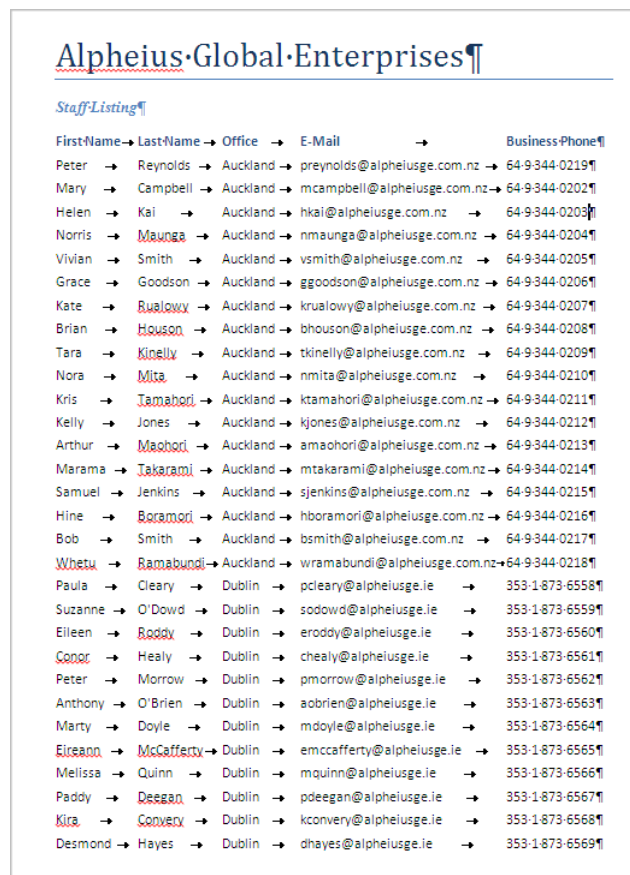 Alpheius·Global·Enterprises¶
Staff·Listing¶
First·Name→ Last·Name → Office → E-Mail → Business·Phone¶
Peter → Reynolds → Auckland → preynolds@alpheiusge.com.nz → 64·9·344·0219¶
Mary → Campbell → Auckland → mcampbell@alpheiusge.com.nz → 64·9·344·0202¶
Helen → Kai → Auckland → hkai@alpheiusge.com.nz → 64·9·344·0203¶
Norris → Maunga → Auckland → nmaunga@alpheiusge.com.nz → 64·9·344·0204¶
Vivian → Smith → Auckland → vsmith@alpheiusge.com.nz → 64·9·344·0205¶
Grace → Goodson → Auckland → ggoodson@alpheiusge.com.nz → 64·9·344·0206¶
Kate → Rualowy → Auckland → krualowy@alpheiusge.com.nz → 64·9·344·0207¶
Brian → Houson → Auckland → bhouson@alpheiusge.com.nz → 64·9·344·0208¶
Tara → Kinelly → Auckland → tkinelly@alpheiusge.com.nz → 64·9·344·0209¶
Nora → Mita → Auckland → nmita@alpheiusge.com.nz → 64·9·344·0210¶
Kris → Tamahori → Auckland → ktamahori@alpheiusge.com.nz → 64·9·344·0211¶
Kelly → Jones → Auckland → kjones@alpheiusge.com.nz → 64·9·344·0212¶
Arthur → Maohori → Auckland → amaohori@alpheiusge.com.nz → 64·9·344·0213¶
Marama → Takarami → Auckland → mtakarami@alpheiusge.com.nz → 64·9·344·0214¶
Samuel → Jenkins → Auckland → sjenkins@alpheiusge.com.nz → 64·9·344·0215¶
Hine → Boramori → Auckland → hboramori@alpheiusge.com.nz → 64·9·344·0216¶
Bob → Smith → Auckland → bsmith@alpheiusge.com.nz → 64·9·344·0217¶
Whetu → Ramabundi → Auckland → wramabundi@alpheiusge.com.nz → 64·9·344·0218¶
Paula → Cleary → Dublin → pcleary@alpheiusge.ie → 353·1·873·6558¶
Suzanne → O'Dowd → Dublin → sodowd@alpheiusge.ie → 353·1·873·6559¶
Eileen → Roddy → Dublin → eroddy@alpheiusge.ie → 353·1·873·6560¶
Conor → Healy → Dublin → chealy@alpheiusge.ie → 353·1·873·6561¶
Peter → Morrow → Dublin → pmorrow@alpheiusge.ie → 353·1·873·6562¶
Anthony → O'Brien → Dublin → aobrien@alpheiusge.ie → 353·1·873·6563¶
Marty → Doyle → Dublin → mdoyle@alpheiusge.ie → 353·1·873·6564¶
Eireann → McCafferty → Dublin → emccafferty@alpheiusge.ie → 353·1·873·6565¶
Melissa → Quinn → Dublin → mquinn@alpheiusge.ie → 353·1·873·6566¶
Paddy → Deegan → Dublin → pdeegan@alpheiusge.ie → 353·1·873·6567¶
Kira → Convery → Dublin → kconvery@alpheiusge.ie → 353·1·873·6568¶
Desmond → Hayes → Dublin → dhayes@alpheiusge.ie → 353·1·873·6569¶